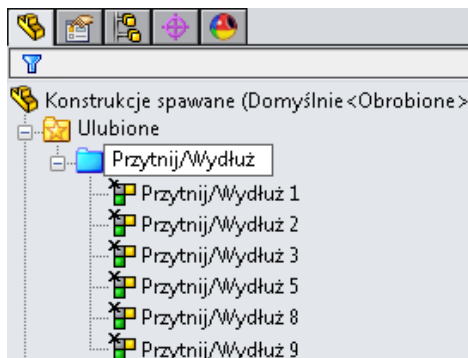 Konstrukcje spawane (Domyślnie<Obrobione>
Ulubione
Przytnij/Wydłuż
Przytnij/Wydłuż 1
Przytnij/Wydłuż 2
Przytnij/Wydłuż 3
Przytnij/Wydłuż 5
Przytnij/Wydłuż 8
Przytnij/Wydłuż 9